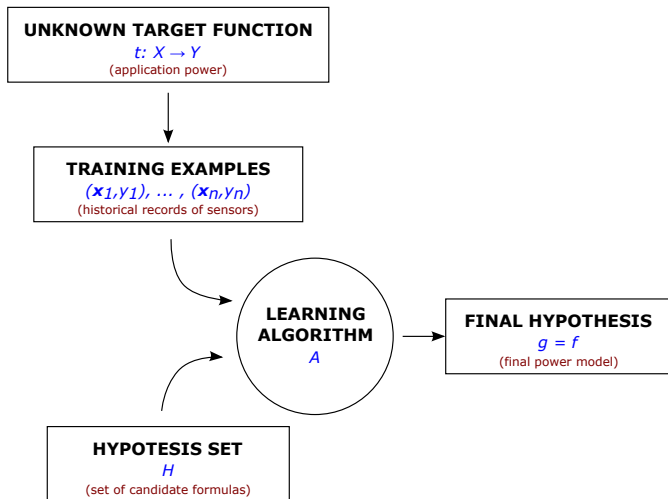 UNKNOWN TARGET FUNCTION
t: X → Y
(application power)
TRAINING EXAMPLES
(x1,y1), ... , (xn,yn)
(historical records of sensors)
LEARNING
ALGORITHM
A
FINAL HYPOTHESIS
g = f
(final power model)
HYPOTESIS SET
H
(set of candidate formulas)